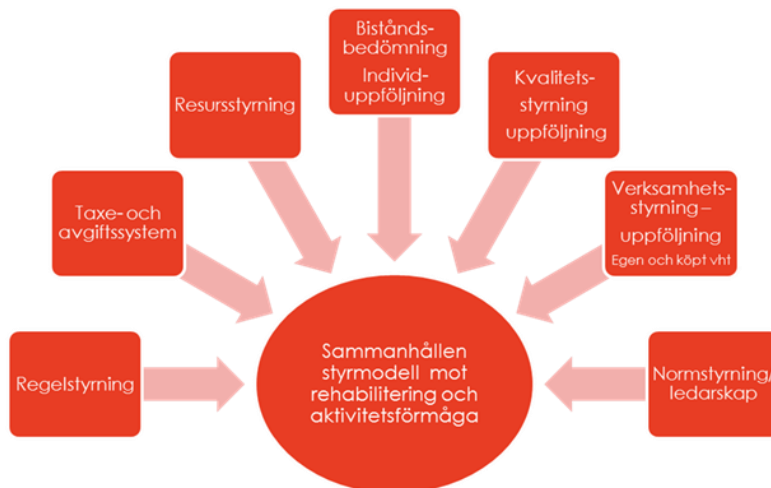 Bistånds-
bedömning
Individ-
uppföljning
Resursstyrning
Kvalitets-
styrning
uppföljning
Taxe- och
avgiftssystem
Verksamhets-
styrning –
uppföljning
Egen och köpt vht
Regelstyrning
Sammanhållen
styrmodell mot
rehabilitering och
aktivitetsförmåga
Normstyrning/
ledarskap